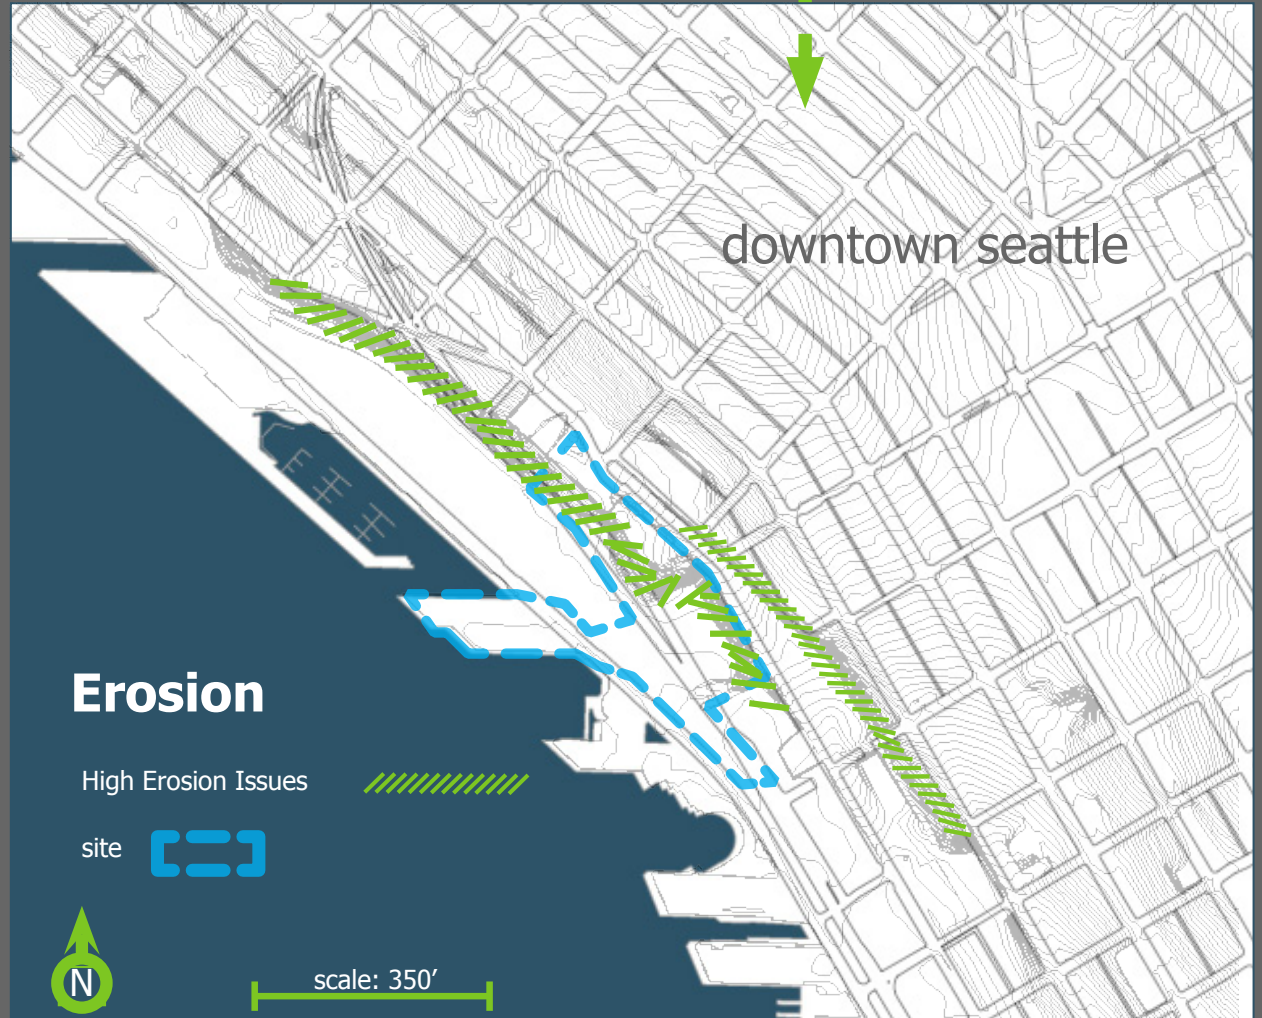 downtown seattle
Erosion
High Erosion Issues
site
N
scale: 350’